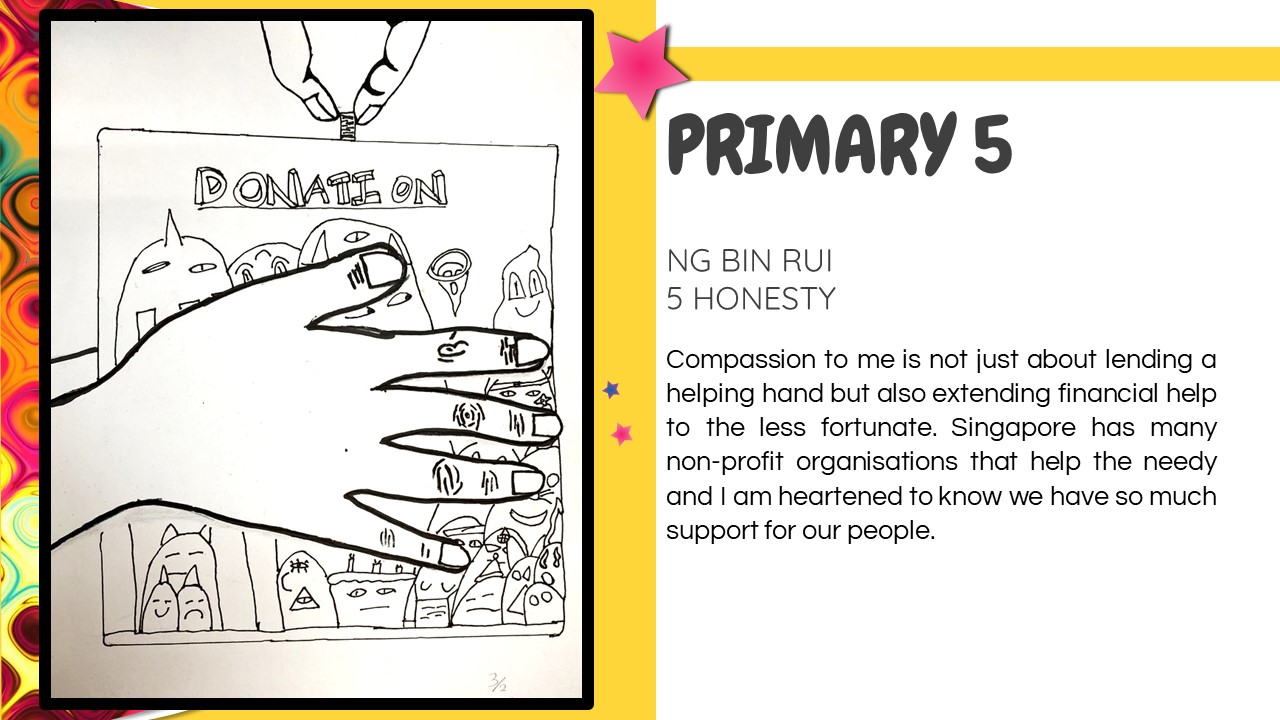 DONATION
3/2
PRIMARY 5
NG BIN RUI
5 HONESTY
Compassion to me is not just about lending a
helping hand but also extending financial help
to the less fortunate. Singapore has many
non-profit organisations that help the needy
and I am heartened to know we have so much
support for our people.